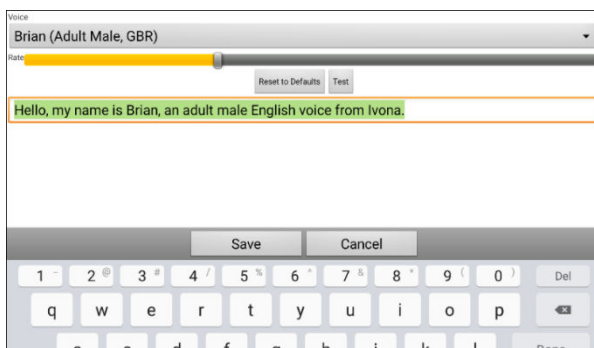 Voice
Brian (Adult Male, GBR)
Rate
Reset to Defaults Test
Hello, my name is Brian, an adult male English voice from Ivona.
Save Cancel
1 - 2 @ 3 # 4 / 5 % 6 ^ 7 & 8 * 9 ( 0 ) Del
q w e r t y u i o p